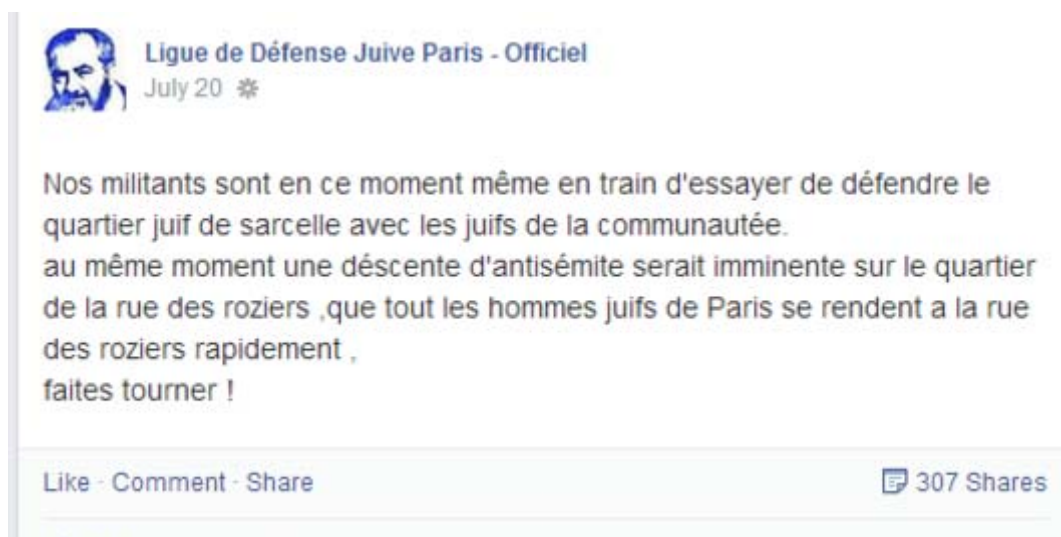 Ligue de Défense Juive Paris - Officiel
July 20
Nos militants sont en ce moment même en train d'essayer de défendre le
quartier juif de sarcelle avec les juifs de la communautée.
au même moment une déscente d'antisémite serait imminente sur le quartier
de la rue des roziers ,que tout les hommes juifs de Paris se rendent a la rue
des roziers rapidement ,
faites tourner !
Like · Comment · Share 307 Shares